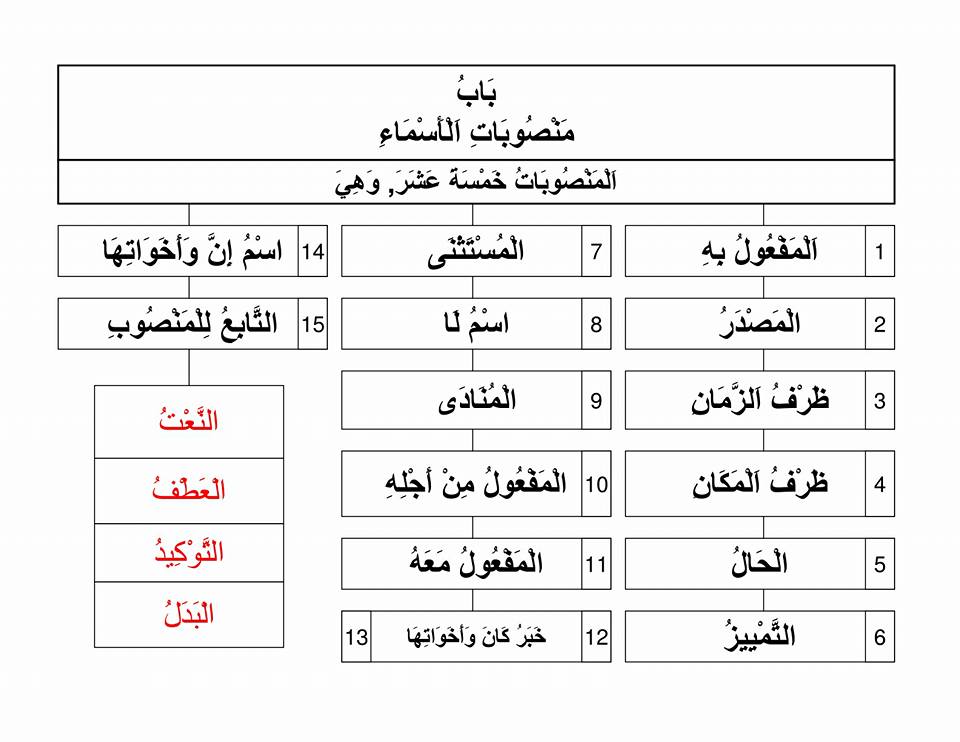 بَابُ
مَنْصُوبَاتِ اَلْأَسْمَاءِ
اَلْمَنْصُوبَاتُ خَمْسَةَ عَشَرَ, وَهِيَ
1 اَلْمَفْعُولُ بِهِ
2 الْمَصْدَرُ
3 ظَرْفُ اَلزَّمَانِ
4 ظَرْفُ اَلْمَكَانِ
5 الْحَالُ
6 التَّمْيِيزُ
7 الْمُسْتَثْنَى
8 اسْمُ لَا
9 الْمُنَادَى
10 الْمَفْعُولُ مِنْ أَجْلِهِ
11 الْمَفْعُولُ مَعَهُ
12 خَبَرُ كَانَ وَأَخَوَاتِهَا 13
14 اسْمُ إِنَّ وَأَخَوَاتِهَا
15 التَّابِعُ لِلْمَنْصُوبِ
النَّعْتُ
الْعَطْفُ
التَّوْكِيدُ
الْبَدَلُ